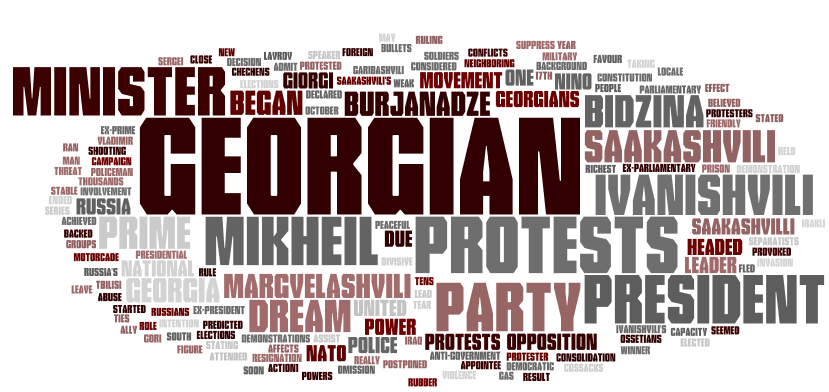 MAY
RULING
BULLETS
SUPPRESS YEAR
NEW
SPEAKER FOREIGN
SOLDIERS CONFLICTS MILITARY
SERGEI CLOSE DECISION LAVROV
ADMIT PROTESTED GARIBASHVILI CONSIDERED NEIGHBORING BACKGROUND FAVOUR TAKING
CHECHENS
MINISTER ELECTIONS GIORGI SAAKASHVILI'S WEAK MOVEMENT ONE 17TH NINO CONSTITUTION LOCALE
PEOPLE PARLIAMENTARY EFFECT
BEGAN DECLARED OCTOBER BURJANADZE GEORGIANS BIDZINA BELIEVED
PROTESTERS
FRIENDLY STATED
EX-PRIME
VLADIMIR
RAN SHOOTING
MAN CAMPAIGN
THREAT POLICEMAN
THOUSANDS
STABLE INVOLVEMENT
ENDED
SERIES RUSSIA
GEORGIAN
SAAKASHVILI HELD
RICHEST EX-PARLIAMENTARY PRISON DEMONSTRATION
IVANISHVILI
ACHIEVED
BACKED PRIME
GROUPS
MIKHEIL PEACEFUL
DUE
DIVISIVE
PROTESTS SAAKASHVILLI IRAKLI
HEADED SEPARATISTS
PROVOKED
LEADER FLED INVASION
MOTORCADE PRESIDENTIAL
RUSSIA'S NATIONAL RULE
LEAVE TBILISI GEORGIA
ABUSE
MARGVELASHVILI TENS
LEAD
TEAR
PARTY PRESIDENT
STARTED RUSSIANS EX-PRESIDENT DREAM UNITED
TIES
ALLY ROLE INTENTION PREDICTED
POWER
GORI SOUTH ELECTIONS DEMONSTRATIONS ASSIST POLICE IRAQ PROTESTS OPPOSITION IVANISHVILI'S CAPACITY SEEMED
OSSETIANS
FIGURE STATING AFFECTS NATO REALLY ANTI-GOVERNMENT PROTESTER CONSOLIDATION WINNER ELECTED
ATTENDED RESIGNATION POSTPONED APPOINTEE DEMOCRATIC COSSACKS
SOON ACTION1 OMISSION
POWERS VIOLENCE GAS RESULT
RUBBER